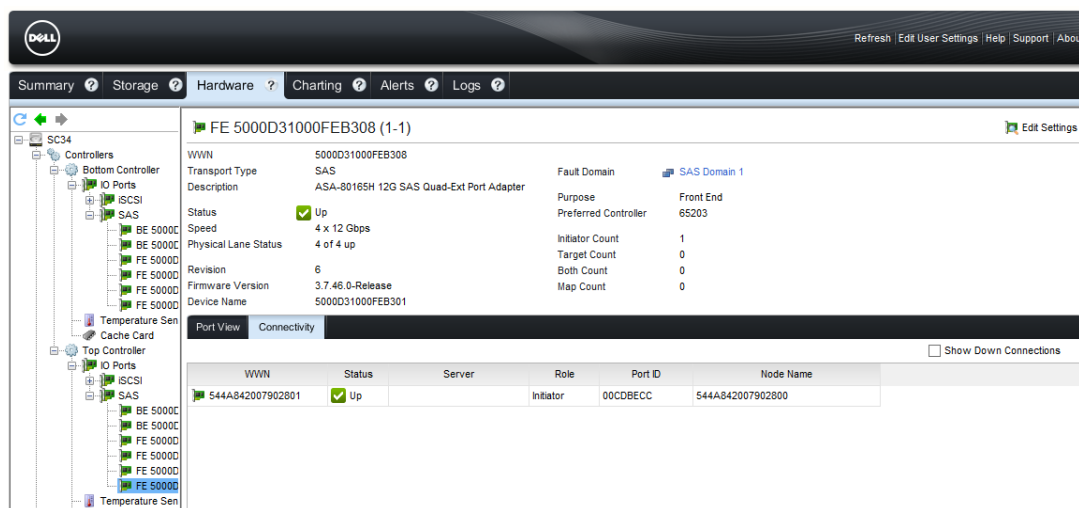 DELL
Refresh Edit User Settings Help Support Abou
Summary ? Storage ? Hardware ? Charting ? Alerts ? Logs ?
SC34
Controllers
Bottom Controller
IO Ports
iSCSI
SAS
BE 5000D
BE 5000D
FE 5000D
FE 5000D
FE 5000D
FE 5000D
Temperature Sen
Cache Card
Top Controller
IO Ports
iSCSI
SAS
BE 5000D
BE 5000D
FE 5000D
FE 5000D
FE 5000D
FE 5000D
Temperature Sen
FE 5000D31000FEB308 (1-1)
Edit Settings
WWN 5000D31000FEB308
Transport Type SAS
Description ASA-80165H 12G SAS Quad-Ext Port Adapter
Status Up
Speed 4 x 12 Gbps
Physical Lane Status 4 of 4 up
Revision 6
Firmware Version 3.7.46.0-Release
Device Name 5000D31000FEB301
Fault Domain SAS Domain 1
Purpose Front End
Preferred Controller 65203
Initiator Count 1
Target Count 0
Both Count 0
Map Count 0
Port View Connectivity
Show Down Connections
WWN Status Server Role Port ID Node Name
544A842007902801 Up Initiator 00CDBECC 544A842007902800